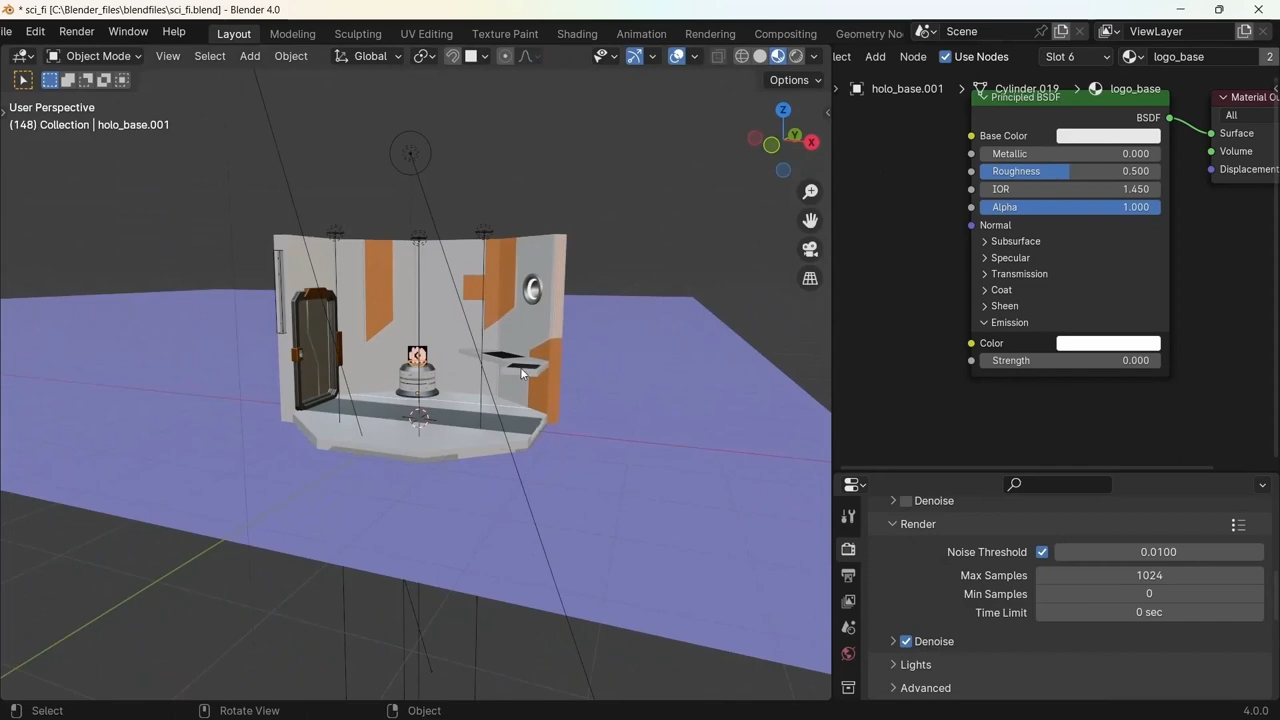 * sci_fi [C:\Blender_files\blendfiles\sci_fi.blend] - Blender 4.0
ile Edit Render Window Help Layout Modeling Sculpting UV Editing Texture Paint Shading Animation Rendering Compositing Geometry No Scene ViewLayer
Object Mode View Select Add Object Global
lect Add Node Use Nodes Slot 6 logo_base 2
Options
User Perspective
(148) Collection | holo_base.001
Z
Y
X
holo_base.001 > Cylinder.019 > logo_base
Principled BSDF
BSDF
Base Color
Metallic 0.000
Roughness 0.500
IOR 1.450
Alpha 1.000
Normal
Subsurface
Specular
Transmission
Coat
Sheen
Emission
Color
Strength 0.000
Material Ou
All
Surface
Volume
Displacement
Denoise
Render
Noise Threshold 0.0100
Max Samples 1024
Min Samples 0
Time Limit 0 sec
Denoise
Lights
Advanced
Select Rotate View Object 4.0.0